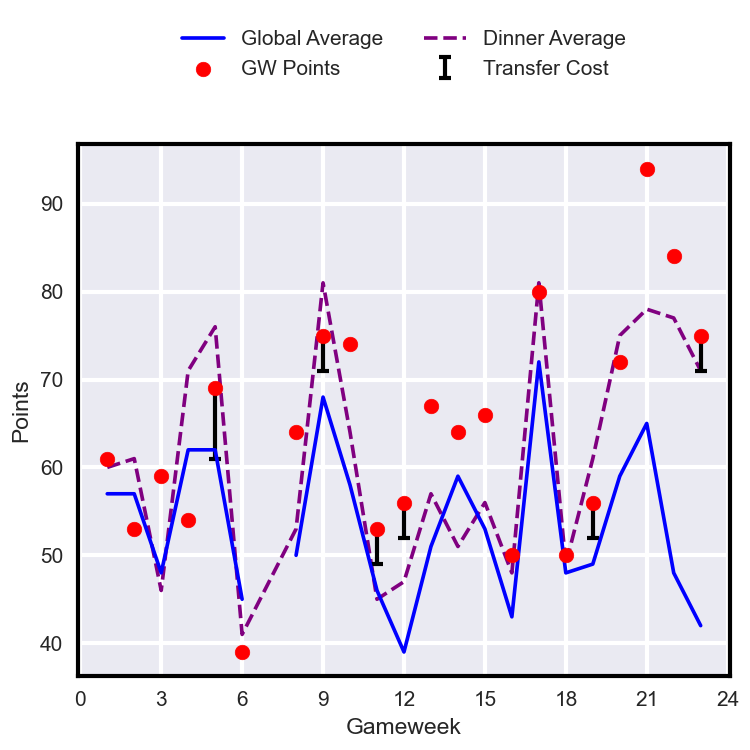 Global Average
Dinner Average
GW Points
Transfer Cost
90
80
70
60
50
40
Points
0 3 6 9 12 15 18 21 24
Gameweek